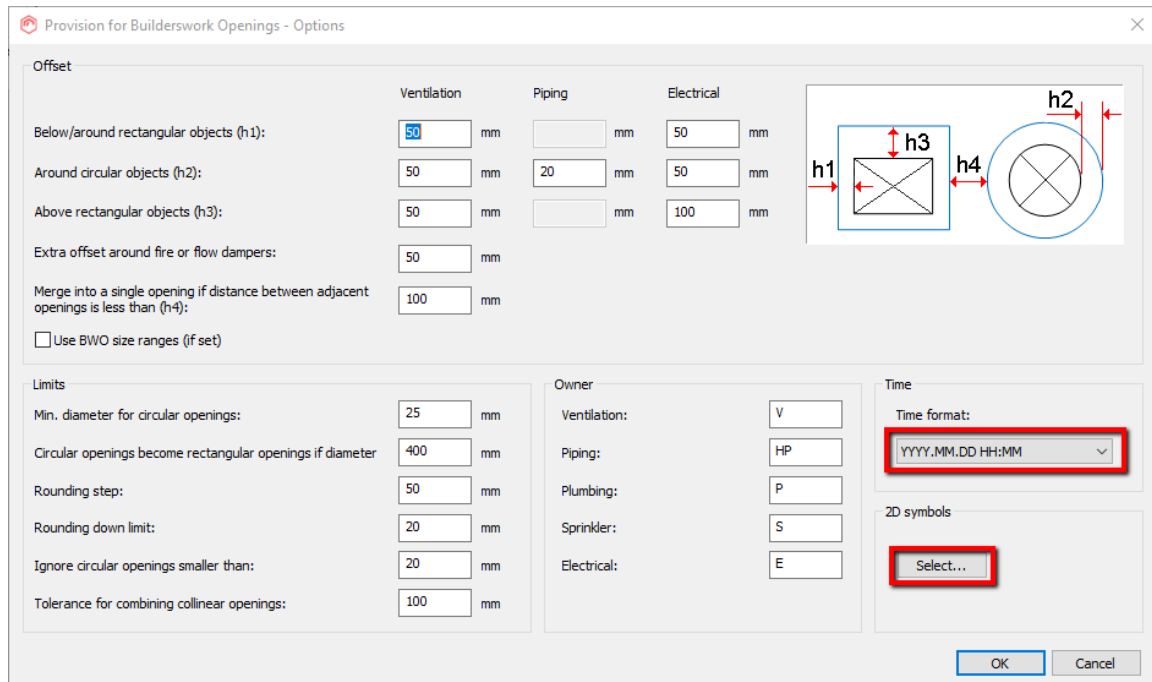 Provision for Builderswork Openings - Options
Offset
Ventilation Piping Electrical
Below/around rectangular objects (h1): 50 mm mm 50 mm
Around circular objects (h2): 50 mm 20 mm 50 mm
Above rectangular objects (h3): 50 mm mm 100 mm
Extra offset around fire or flow dampers: 50 mm
Merge into a single opening if distance between adjacent
openings is less than (h4): 100 mm
Use BWO size ranges (if set)
h2
h3
h1
h4
Limits
Min. diameter for circular openings: 25 mm
Circular openings become rectangular openings if diameter 400 mm
Rounding step: 50 mm
Rounding down limit: 20 mm
Ignore circular openings smaller than: 20 mm
Tolerance for combining collinear openings: 100 mm
Owner
Ventilation: V
Piping: HP
Plumbing: P
Sprinkler: S
Electrical: E
Time
Time format:
YYYY.MM.DD HH:MM
2D symbols
Select...
OK Cancel